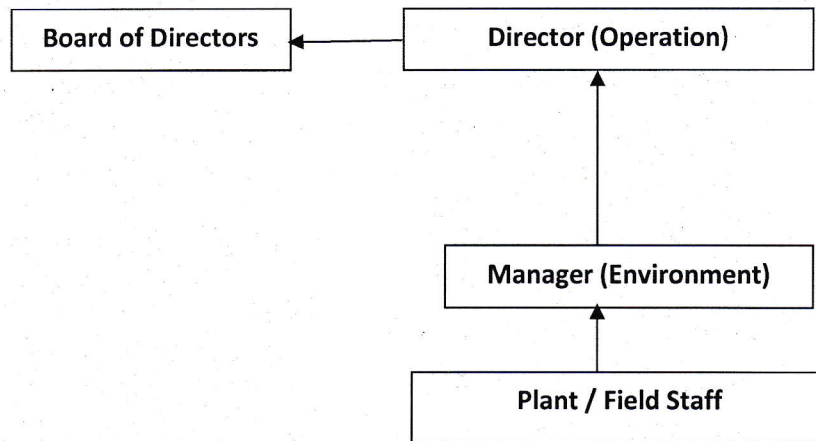 Board of Directors
Director (Operation)
Manager (Environment)
Plant / Field Staff